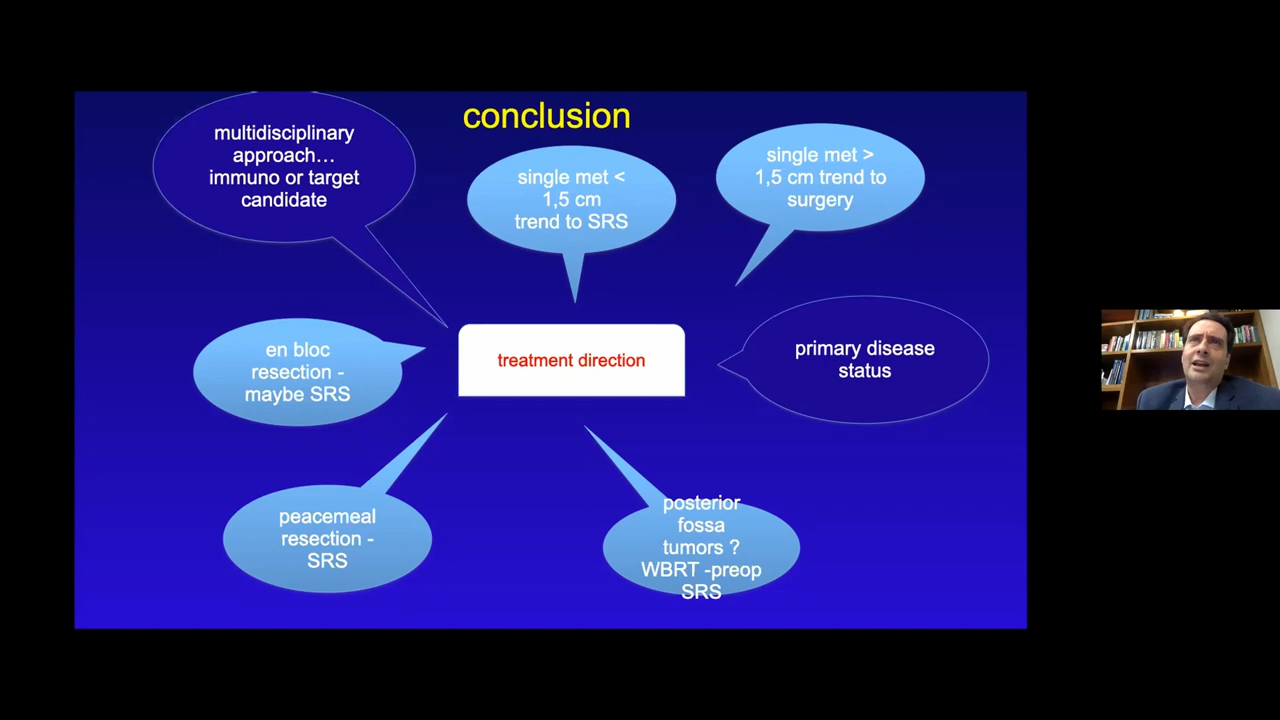 conclusion
multidisciplinary
approach...
immuno or target
candidate
single met <
1,5 cm
trend to SRS
single met >
1,5 cm trend to
surgery
en bloc
resection -
maybe SRS
treatment direction
primary disease
status
peacemeal
resection -
SRS
posterior
fossa
tumors ?
WBRT -preop
SRS